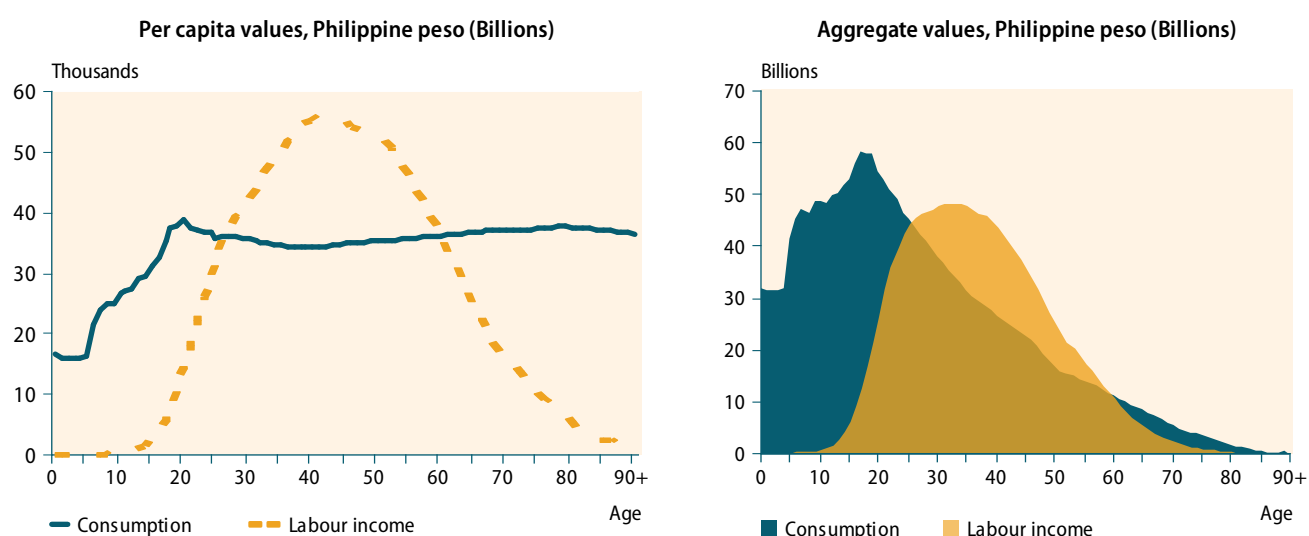 Per capita values, Philippine peso (Billions)
Thousands
60
50
40
30
20
10
0
0 10 20 30 40 50 60 70 80 90+
Age
Consumption Labour income
Aggregate values, Philippine peso (Billions)
Billions
70
60
50
40
30
20
10
0
0 10 20 30 40 50 60 70 80 90+
Age
Consumption Labour income